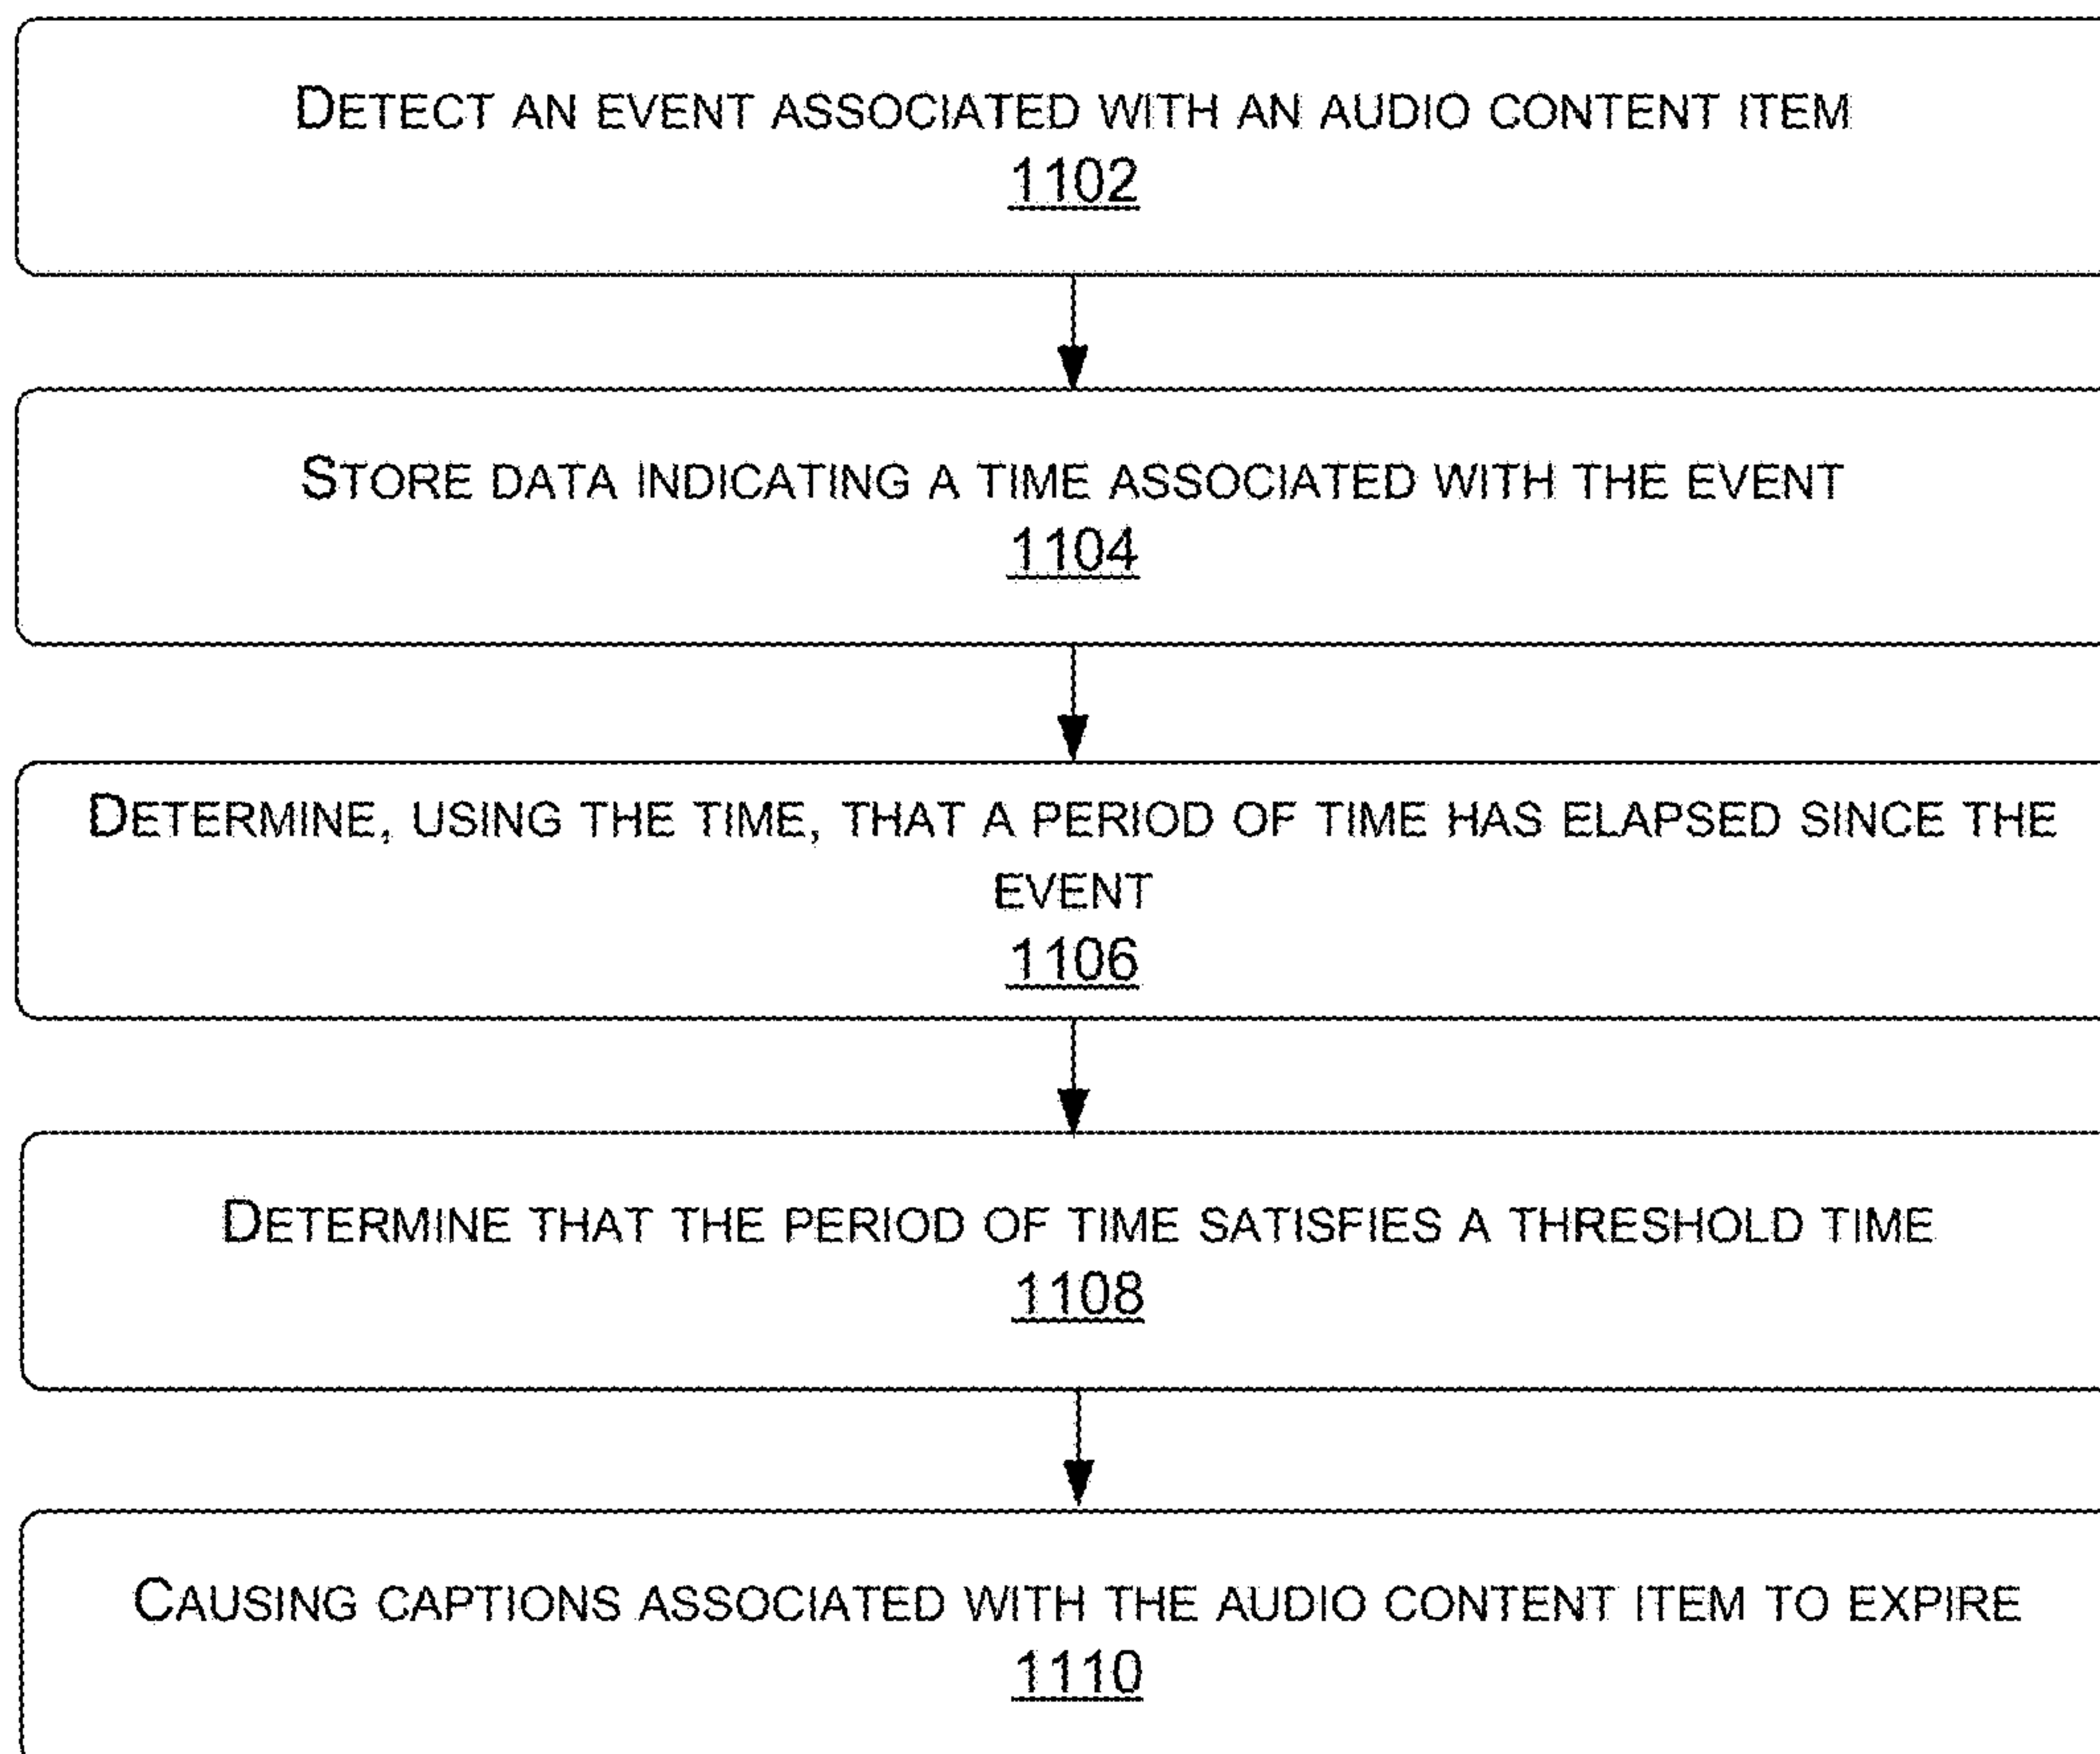 DETECT AN EVENT ASSOCIATED WITH AN AUDIO CONTENT ITEM
1102
STORE DATA INDICATING A TIME ASSOCIATED WITH THE EVENT
1104
DETERMINE, USING THE TIME, THAT A PERIOD OF TIME HAS ELAPSED SINCE THE
EVENT
1106
DETERMINE THAT THE PERIOD OF TIME SATISFIES A THRESHOLD TIME
1108
CAUSING CAPTIONS ASSOCIATED WITH THE AUDIO CONTENT ITEM TO EXPIRE
1110